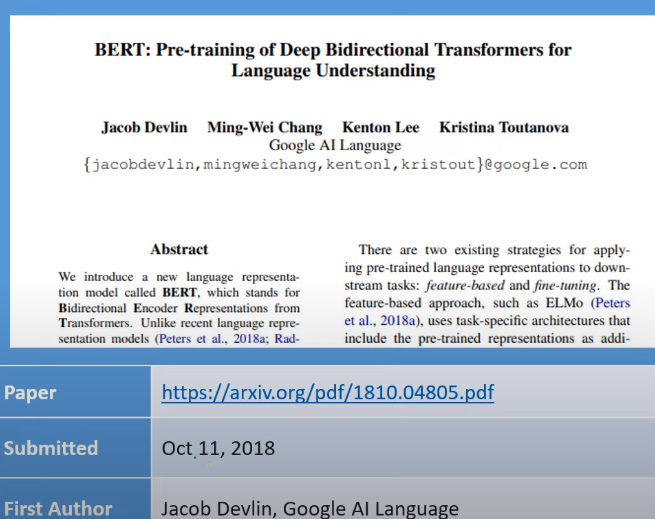 BERT: Pre-training of Deep Bidirectional Transformers for
Language Understanding
Jacob Devlin Ming-Wei Chang Kenton Lee Kristina Toutanova
Google AI Language
{jacobdevlin,mingweichang,kentonl,kristout}@google.com
Abstract
We introduce a new language representa-
tion model called BERT, which stands for
Bidirectional Encoder Representations from
Transformers. Unlike recent language repre-
sentation models (Peters et al., 2018a; Rad-
There are two existing strategies for apply-
ing pre-trained language representations to down-
stream tasks: feature-based and fine-tuning. The
feature-based approach, such as ELMo (Peters
et al., 2018a), uses task-specific architectures that
include the pre-trained representations as addi-
Paper https://arxiv.org/pdf/1810.04805.pdf
Submitted Oct 11, 2018
First Author Jacob Devlin, Google AI Language